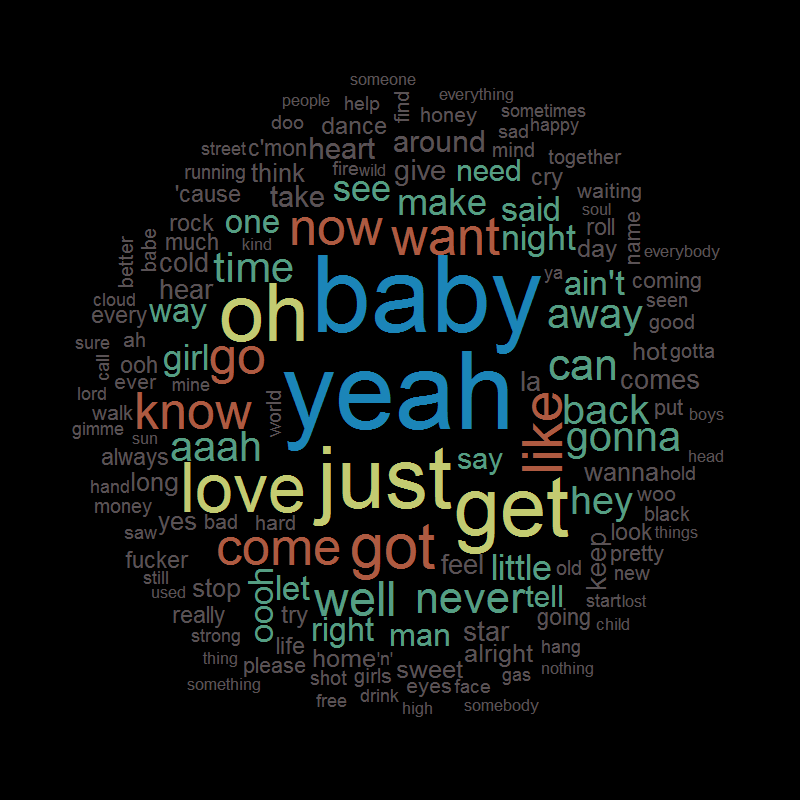 someone
people help find everything
doo dance honey sometimes
street c'mon heart around sad happy
running think fire wild give need mind together
'cause take see make said cry waiting
rock one now want night soul roll name
babe much kind day everybody
better cold time baby ya ain't coming
cloud hear oh seen
every way away good
sure ah girl go yeah can hot gotta
call ooh mine la comes
lord ever
walk know world like back put boys
gimme sun aaah gonna
always love just say head
hand long get hey wanna hold
money woo
saw yes bad hard black
fucker come got look things
feel little old keep pretty
still stop oooh let well never tell new
used start lost
really try right man star going child
strong life alright hang
thing please home 'n' sweet gas nothing
something shot girls eyes face
free drink high somebody